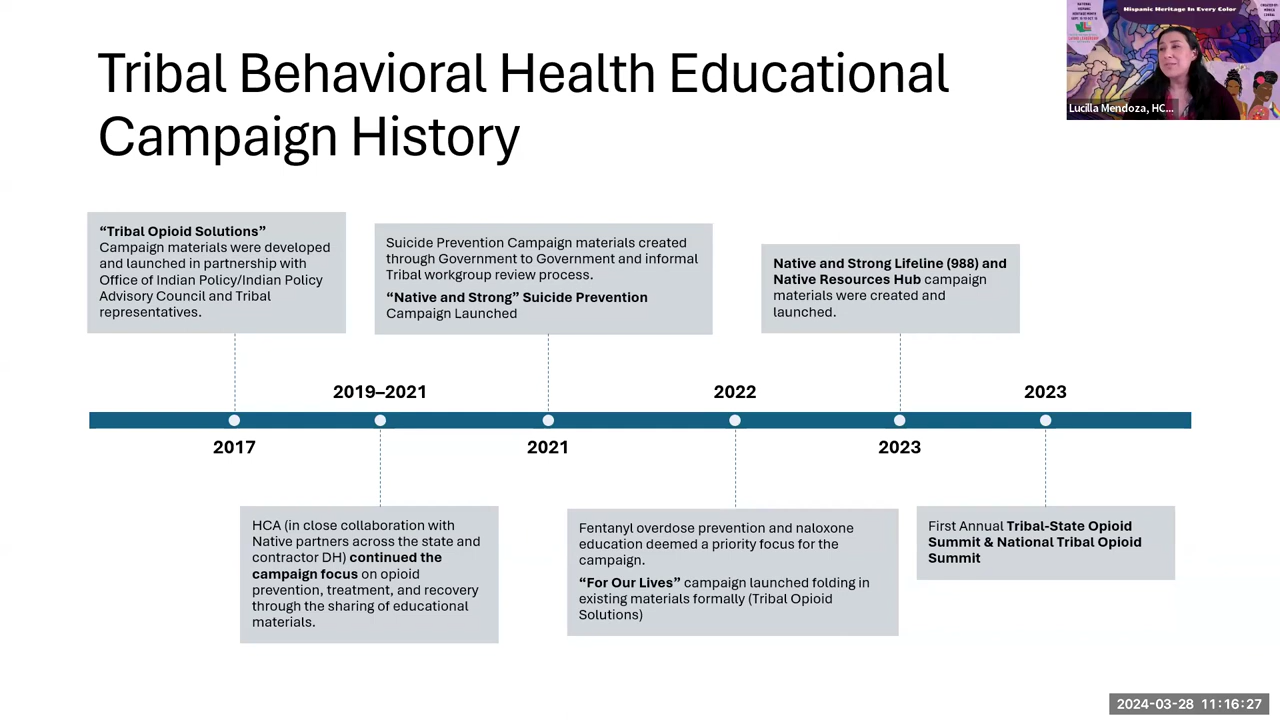 Tribal Behavioral Health Educational
Campaign History
Hispanic Heritage In Every Color
Lucilla Mendoza, HC...
“Tribal Opioid Solutions”
Campaign materials were developed
and launched in partnership with
Office of Indian Policy/Indian Policy
Advisory Council and Tribal
representatives.
Suicide Prevention Campaign materials created
through Government to Government and informal
Tribal workgroup review process.
“Native and Strong” Suicide Prevention
Campaign Launched
Native and Strong Lifeline (988) and
Native Resources Hub campaign
materials were created and
launched.
2019–2021
2022
2023
2017
2021
2023
HCA (in close collaboration with
Native partners across the state and
contractor DH) continued the
campaign focus on opioid
prevention, treatment, and recovery
through the sharing of educational
materials.
Fentanyl overdose prevention and naloxone
education deemed a priority focus for the
campaign.
“For Our Lives” campaign launched folding in
existing materials formally (Tribal Opioid
Solutions)
First Annual Tribal-State Opioid
Summit & National Tribal Opioid
Summit
2024-03-28 11:16:27